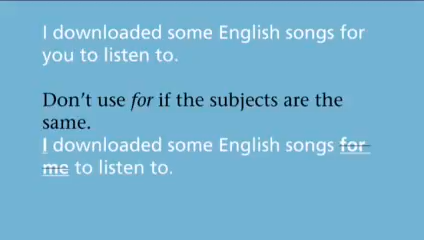 I downloaded some English songs for
you to listen to.
Don't use for if the subjects are the
same.
I downloaded some English songs for
me to listen to.